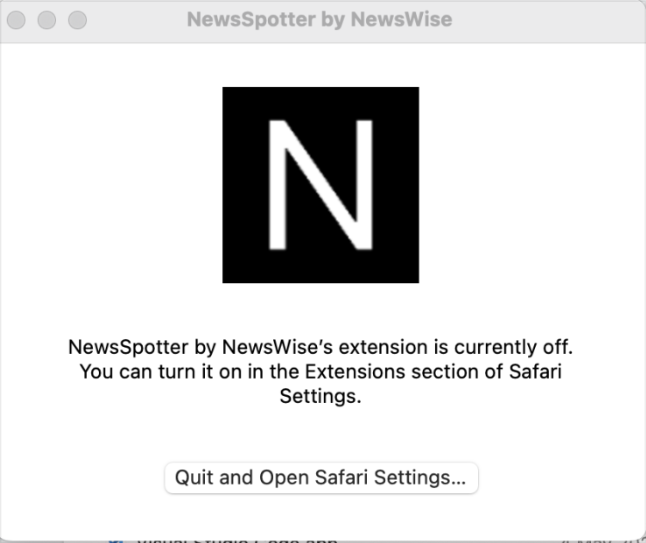 NewsSpotter by NewsWise
N
NewsSpotter by NewsWise’s extension is currently off.
You can turn it on in the Extensions section of Safari
Settings.
Quit and Open Safari Settings...